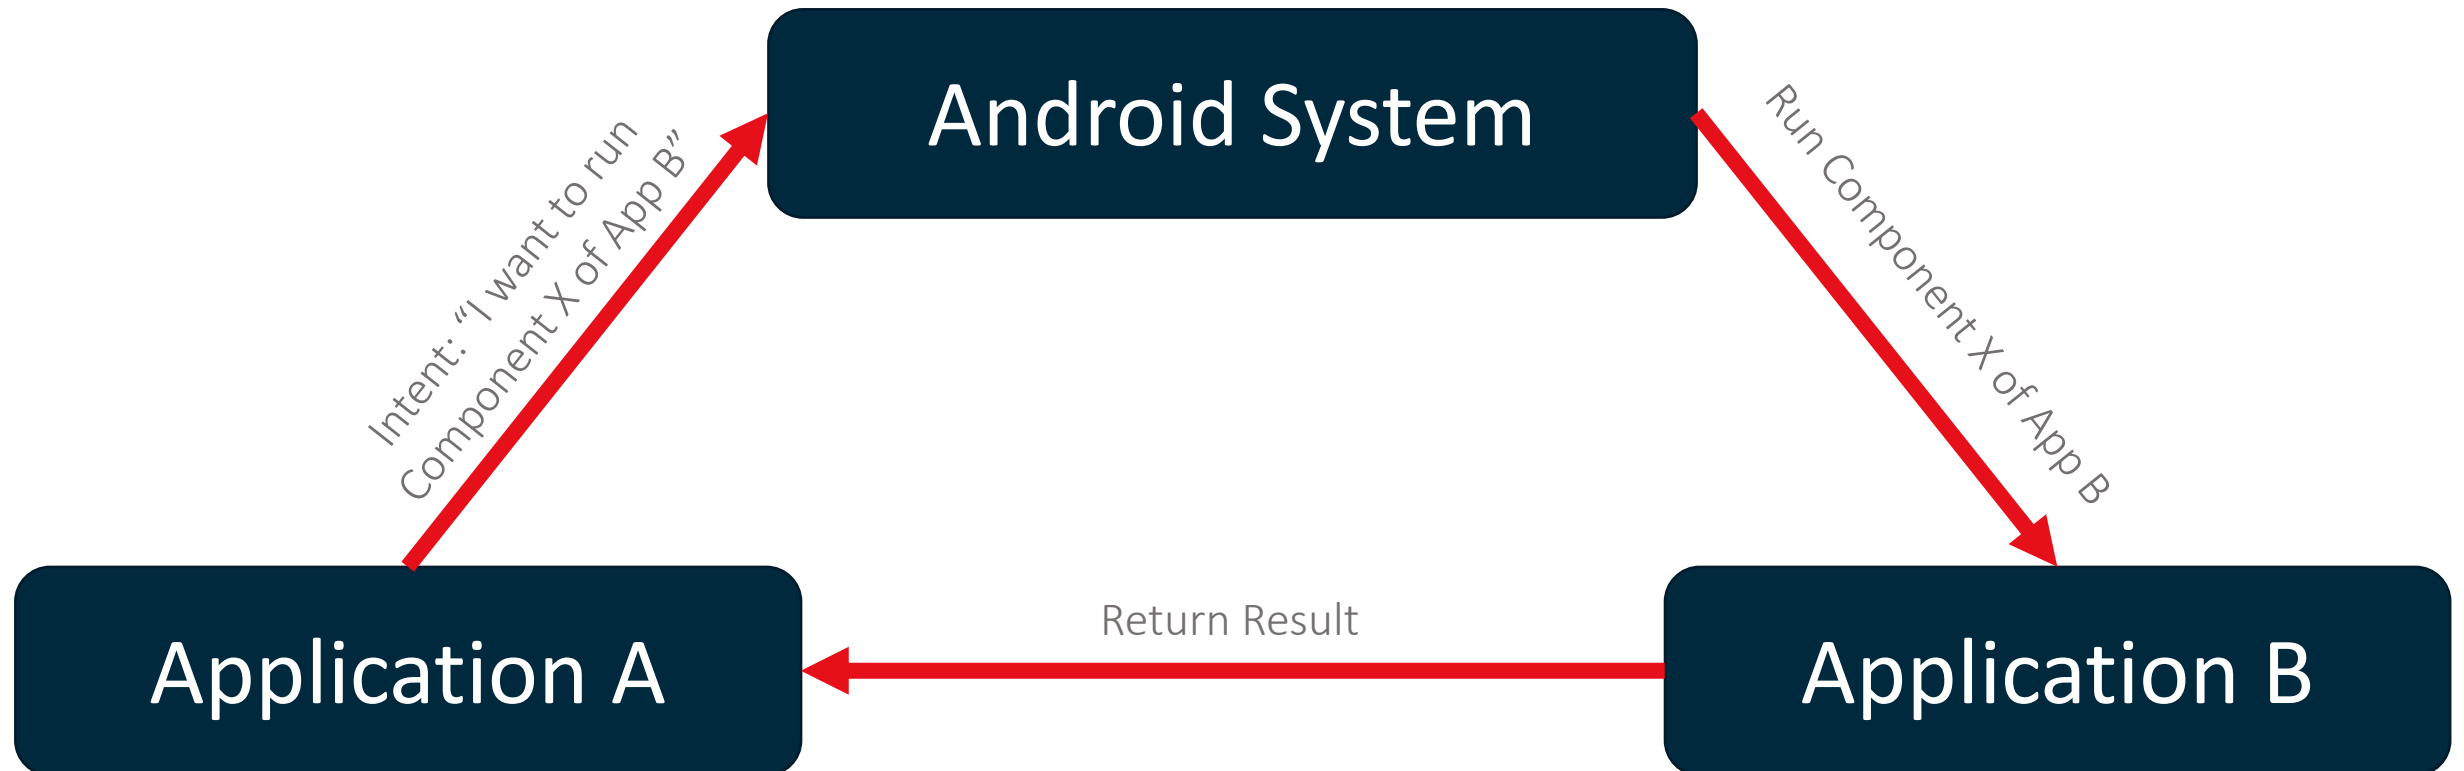 Android System
Intent: “I want to run
Component X of App B”
Run Component X of App B
Return Result
Application A
Application B